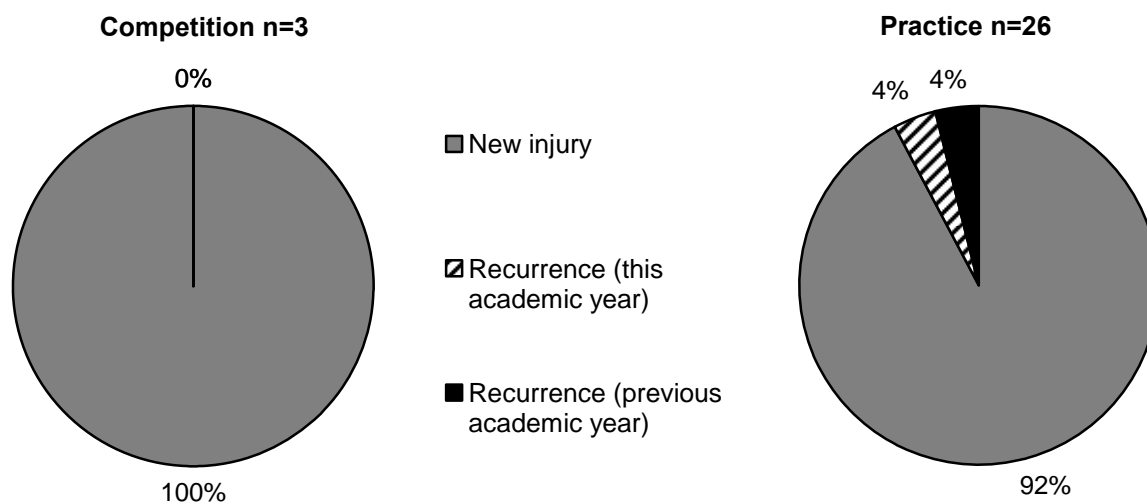 Competition n=3
0%
100%
New injury
Recurrence (this
academic year)
Recurrence (previous
academic year)
Practice n=26
4%
4%
92%